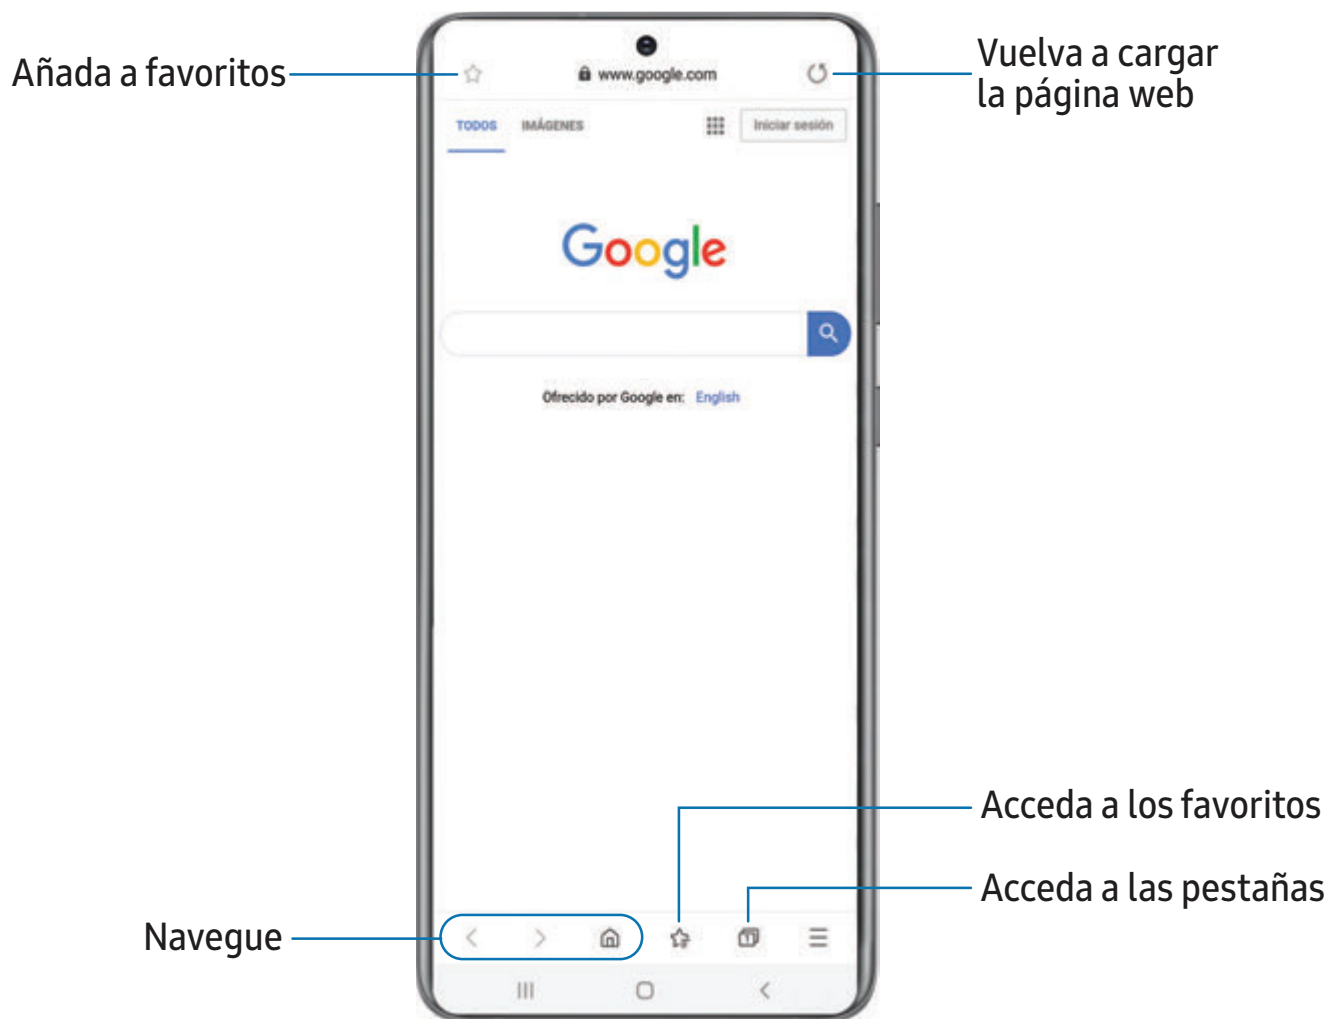 Añada a favoritos
www.google.com
Vuelva a cargar
la página web
TODOS IMÁGENES Iniciar sesión
Google
Ofrecido por Google en: English
Acceda a los favoritos
Acceda a las pestañas
Navegue
1